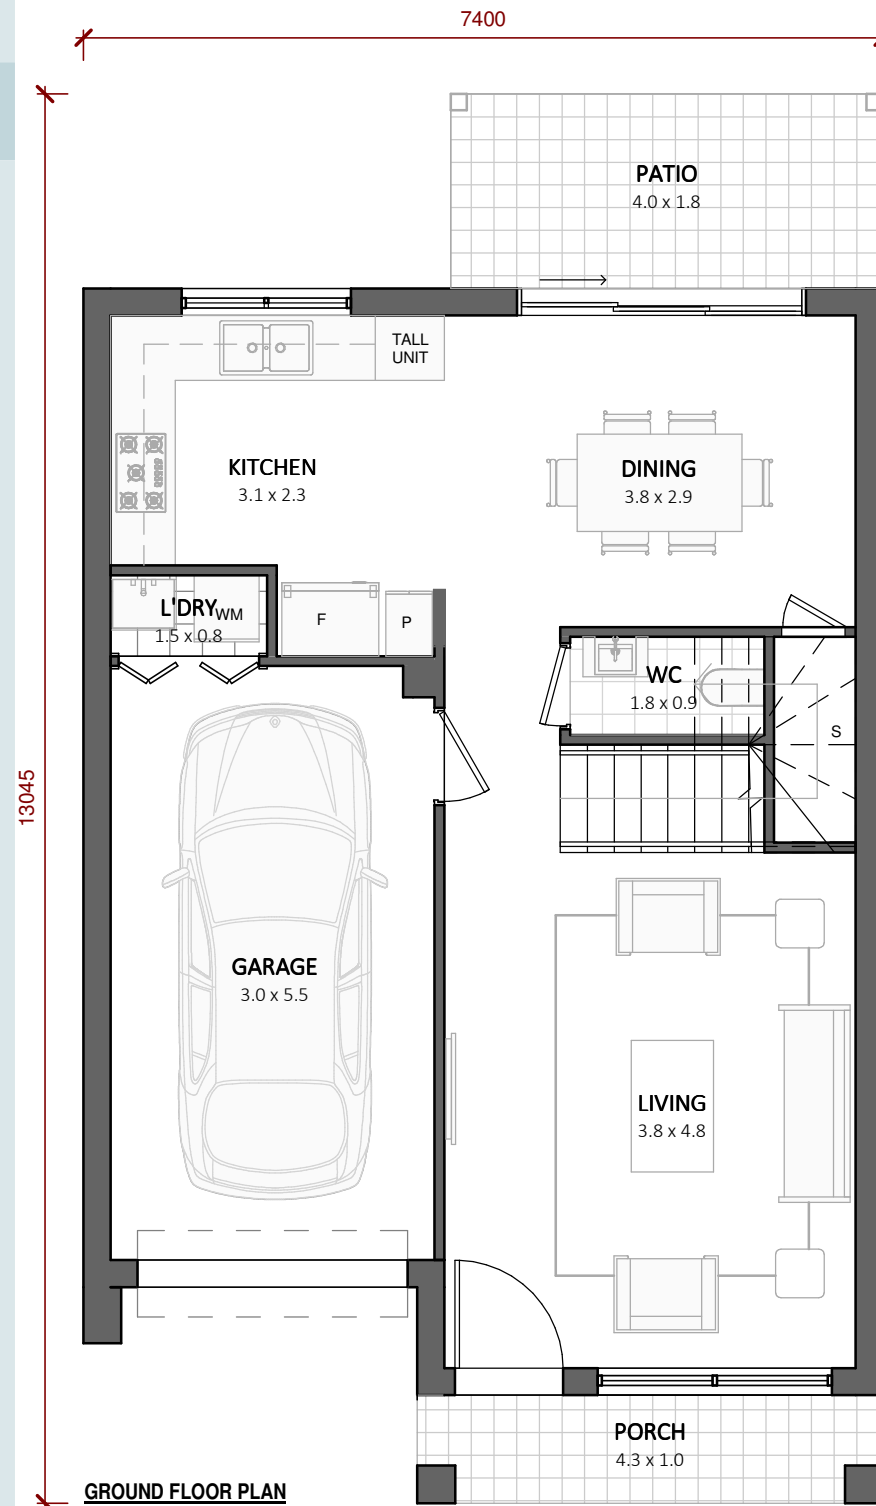 7400
PATIO
4.0 x 1.8
TALL
UNIT
KITCHEN
3.1 x 2.3
DINING
3.8 x 2.9
L'DRY
WM
1.5 x 0.8
F
P
WC
1.8 x 0.9
S
13045
GARAGE
3.0 x 5.5
LIVING
3.8 x 4.8
PORCH
4.3 x 1.0
GROUND FLOOR PLAN